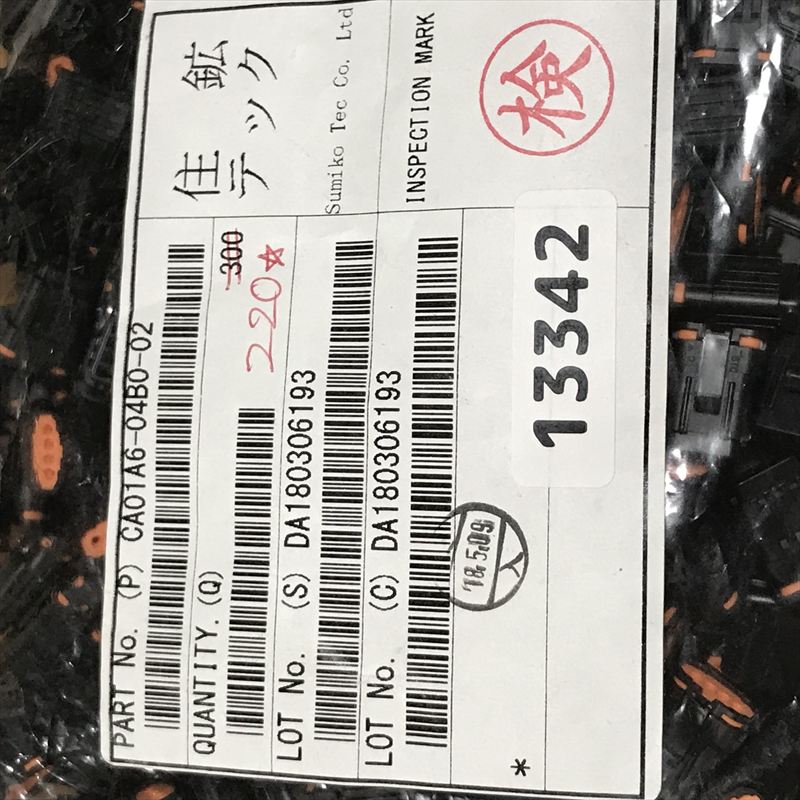 住鉱
テック
Sumiko Tec Co. Ltd
INSPECTION MARK
検
PART No. (P) CA01A6-04B0-02
QUANTITY. (Q)
300
220☆
LOT No. (S) DA180306193
LOT No. (C) DA180306193
13342
18.5.09
入
*